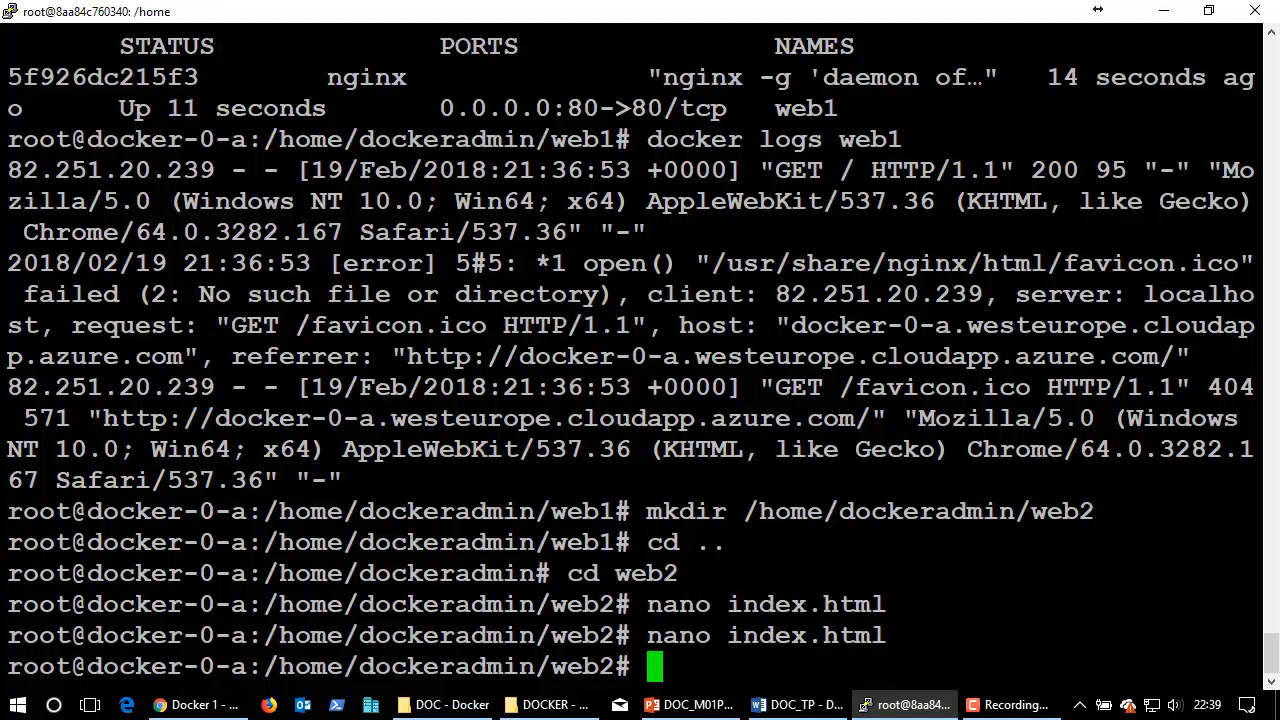 root@8aa84c760340: /home
STATUS PORTS NAMES
5f926dc215f3 nginx "nginx -g 'daemon of…" 14 seconds ag
o Up 11 seconds 0.0.0.0:80->80/tcp web1
root@docker-0-a:/home/dockeradmin/web1# docker logs web1
82.251.20.239 - - [19/Feb/2018:21:36:53 +0000] "GET / HTTP/1.1" 200 95 "-" "Mo
zilla/5.0 (Windows NT 10.0; Win64; x64) AppleWebKit/537.36 (KHTML, like Gecko)
Chrome/64.0.3282.167 Safari/537.36" "-"
2018/02/19 21:36:53 [error] 5#5: *1 open() "/usr/share/nginx/html/favicon.ico"
failed (2: No such file or directory), client: 82.251.20.239, server: localho
st, request: "GET /favicon.ico HTTP/1.1", host: "docker-0-a.westeurope.cloudap
p.azure.com", referrer: "http://docker-0-a.westeurope.cloudapp.azure.com/"
82.251.20.239 - - [19/Feb/2018:21:36:53 +0000] "GET /favicon.ico HTTP/1.1" 404
571 "http://docker-0-a.westeurope.cloudapp.azure.com/" "Mozilla/5.0 (Windows
NT 10.0; Win64; x64) AppleWebKit/537.36 (KHTML, like Gecko) Chrome/64.0.3282.1
67 Safari/537.36" "-"
root@docker-0-a:/home/dockeradmin/web1# mkdir /home/dockeradmin/web2
root@docker-0-a:/home/dockeradmin/web1# cd ..
root@docker-0-a:/home/dockeradmin# cd web2
root@docker-0-a:/home/dockeradmin/web2# nano index.html
root@docker-0-a:/home/dockeradmin/web2# nano index.html
root@docker-0-a:/home/dockeradmin/web2#
Docker 1 - ... DOC - Docker DOCKER - ... DOC_M01P... DOC_TP - D... root@8aa84... Recording... 22:39